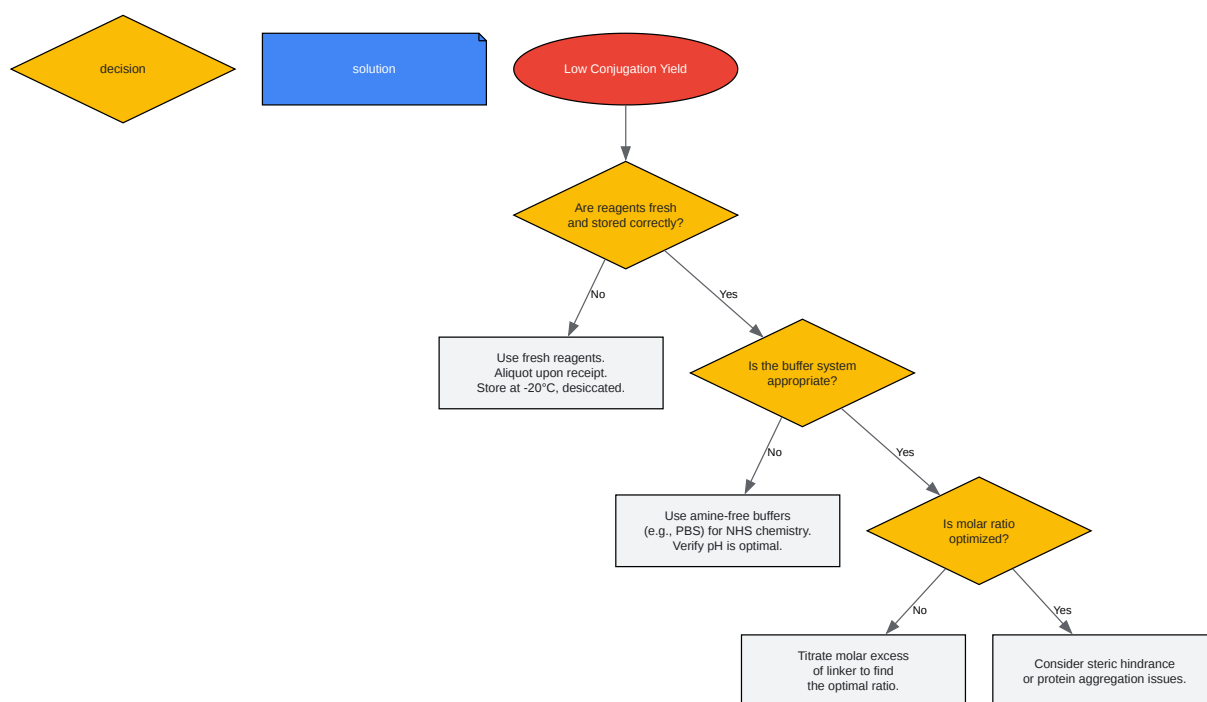 decision
solution
Low Conjugation Yield
Are reagents fresh
and stored correctly?
No
Yes
Use fresh reagents.
Aliquot upon receipt.
Store at -20°C, desiccated.
Is the buffer system
appropriate?
No
Yes
Use amine-free buffers
(e.g., PBS) for NHS chemistry.
Verify pH is optimal.
Is molar ratio
optimized?
No
Yes
Titrate molar excess
of linker to find
the optimal ratio.
Consider steric hindrance
or protein aggregation issues.